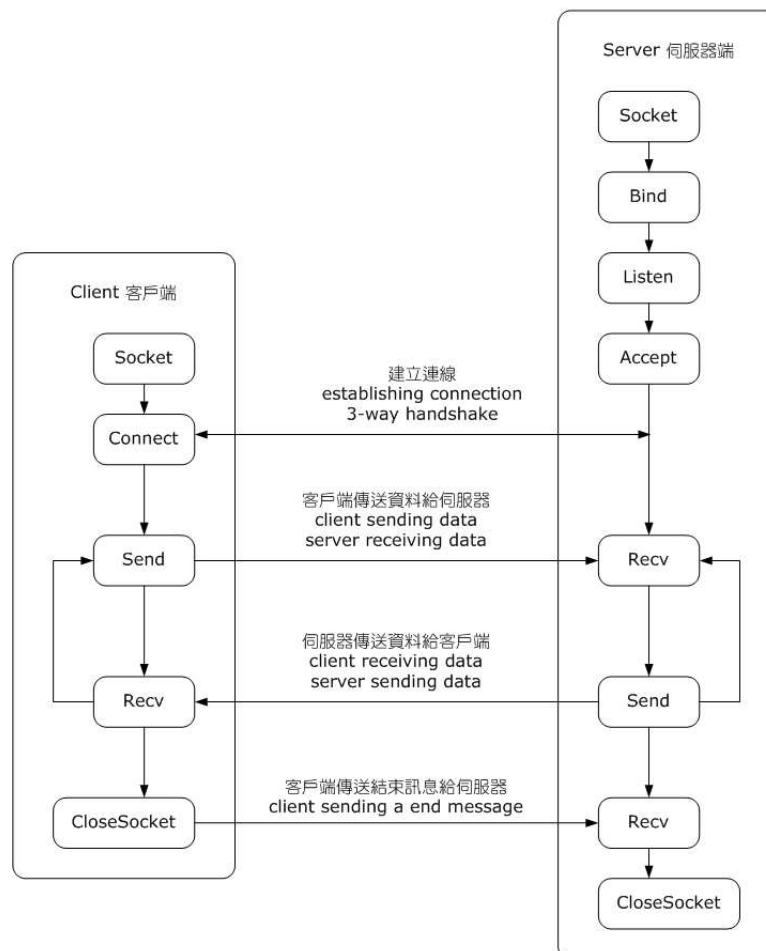 Server 伺服器端
Socket
Bind
Listen
Accept
Client 客戶端
Socket
Connect
建立連線
establishing connection
3-way handshake
客戶端傳送資料給伺服器
client sending data
server receiving data
Send
Recv
伺服器傳送資料給客戶端
client receiving data
server sending data
Recv
Send
客戶端傳送結束訊息給伺服器
client sending a end message
CloseSocket
Recv
CloseSocket